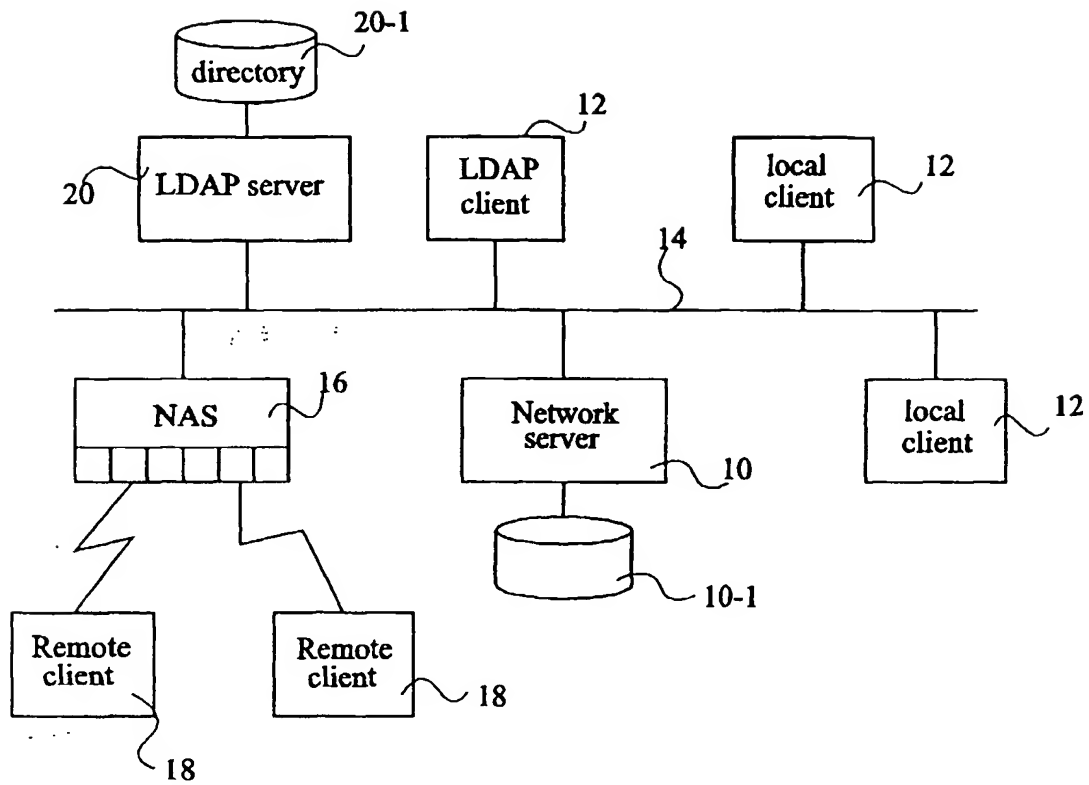 20-1
directory
12
LDAP server
20
LDAP
client
local
client
12
14
16
NAS
Network
server
10
local
client
12
10-1
Remote
client
18
Remote
client
18